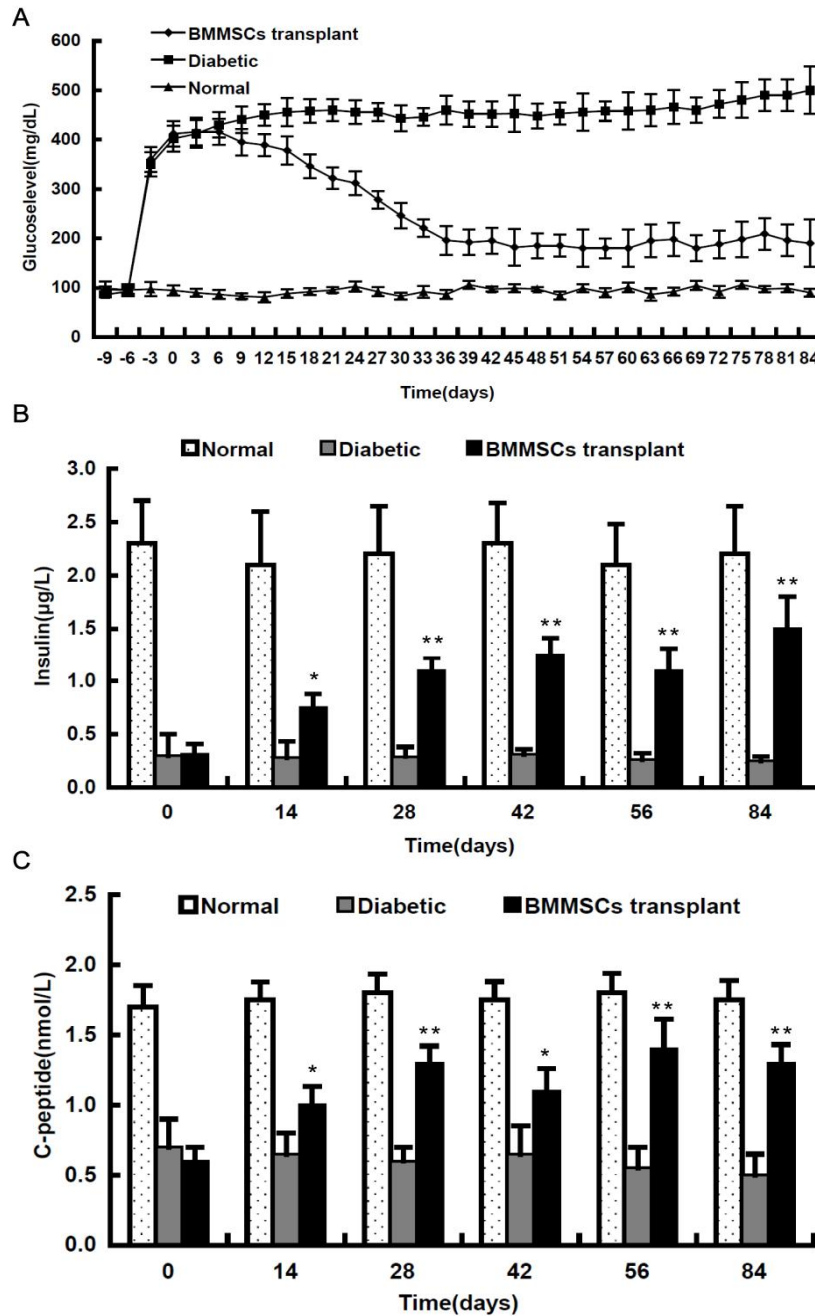 A
BMMSCs transplant
Diabetic
Normal
600
500
400
300
200
100
0
Glucoselevel(mg/dL)
-9 -6 -3 0 3 6 9 12 15 18 21 24 27 30 33 36 39 42 45 48 51 54 57 60 63 66 69 72 75 78 81 84
Time(days)
B
Normal Diabetic BMMSCs transplant
3.0
2.5
2.0
1.5
1.0
0.5
0.0
Insulin(μg/L)
* ** ** ** **
0 14 28 42 56 84
Time(days)
C
Normal Diabetic BMMSCs transplant
2.5
2.0
1.5
1.0
0.5
0.0
C-peptide(nmol/L)
* ** * ** **
0 14 28 42 56 84
Time(days)